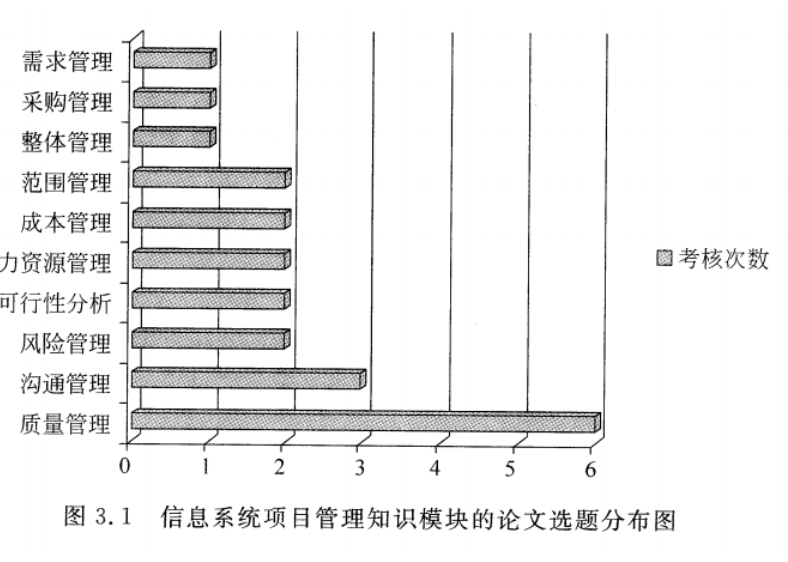 需求管理
采购管理
整体管理
范围管理
成本管理
力资源管理
可行性分析
风险管理
沟通管理
质量管理
0 1 2 3 4 5 6
考核次数
图 3.1 信息系统项目管理知识模块的论文选题分布图